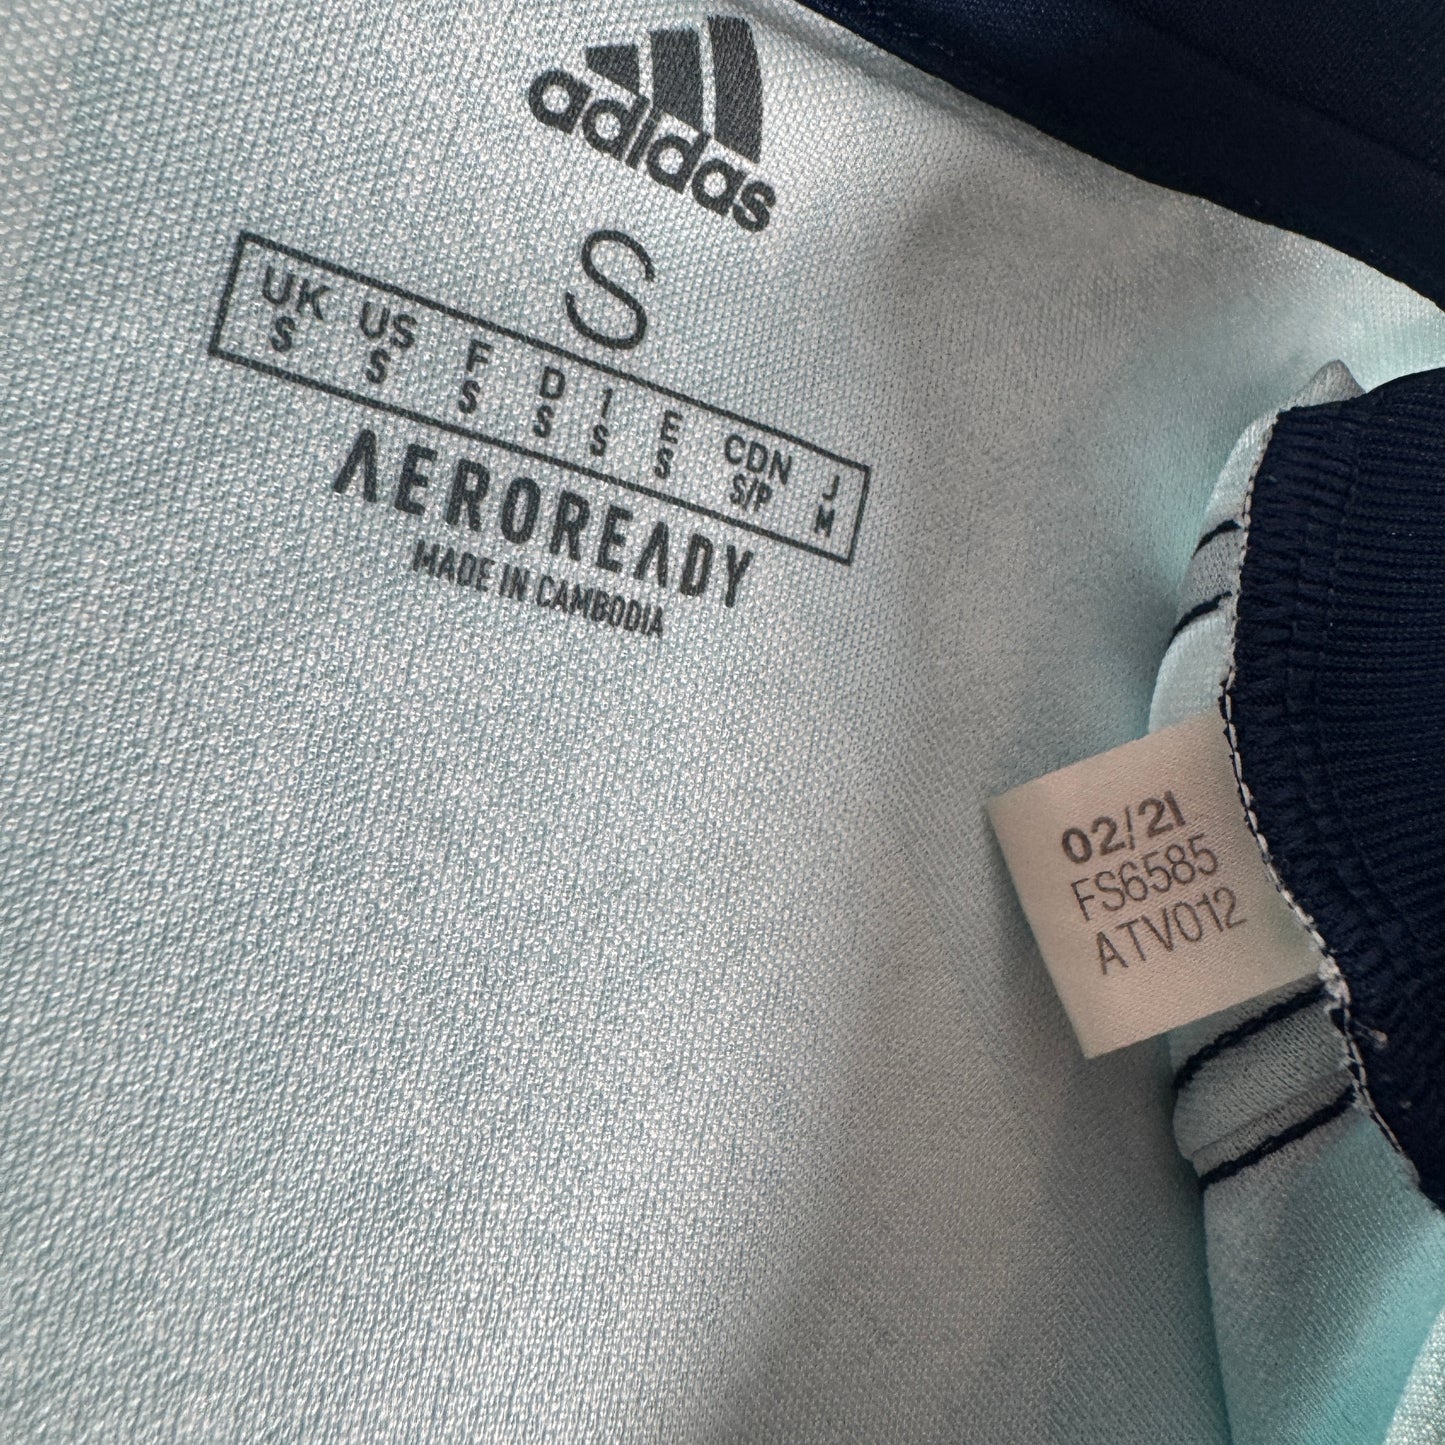 adidas
S
UK US F D I E CDN J
S S S S S S S/P M
AEROREADY
MADE IN CAMBODIA
02/21
FS6585
ATV012